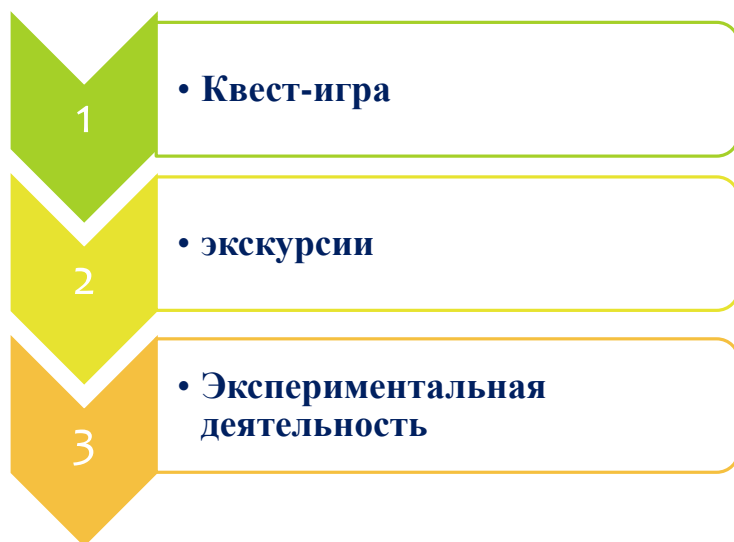 1
• Квест-игра
2
• экскурсии
3
• Экспериментальная
деятельность